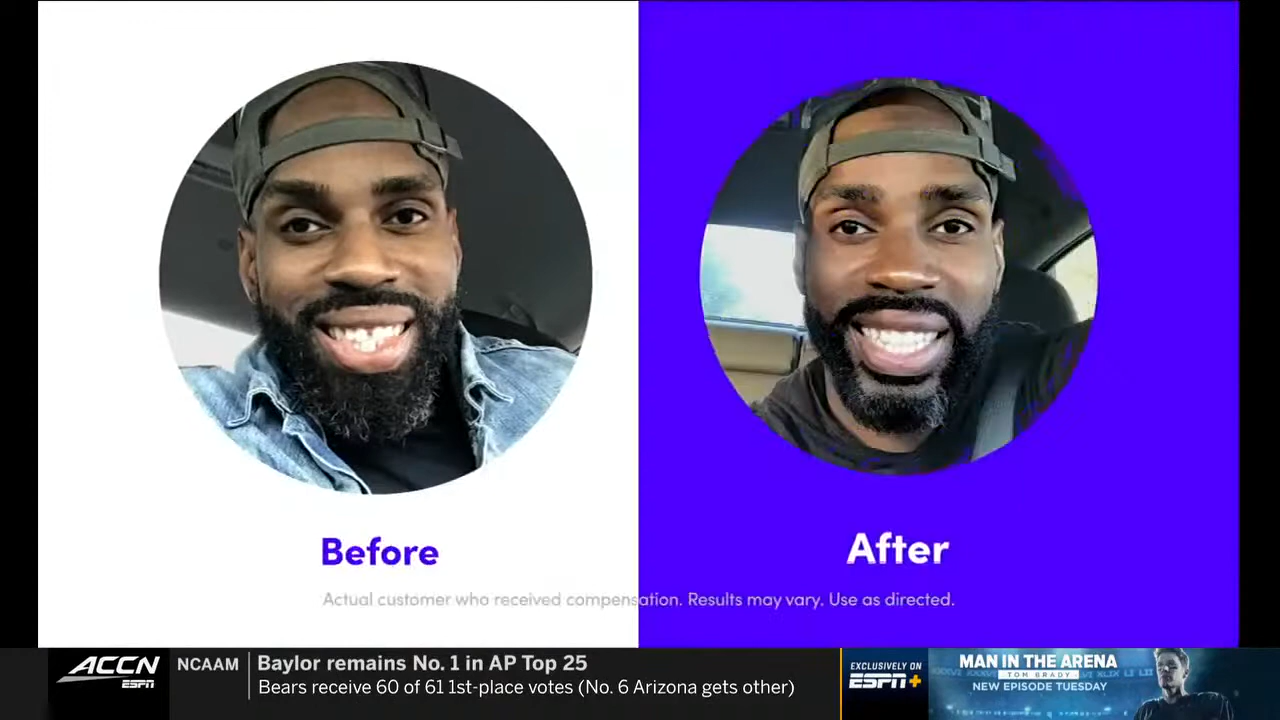 Before
After
Actual customer who received compensation. Results may vary. Use as directed.
ACCN
ESPN
NCAAM
Baylor remains No. 1 in AP Top 25
Bears receive 60 of 61 1st-place votes (No. 6 Arizona gets other)
EXCLUSIVELY ON
ESPN+
MAN IN THE ARENA
TOM BRADY
NEW EPISODE TUESDAY